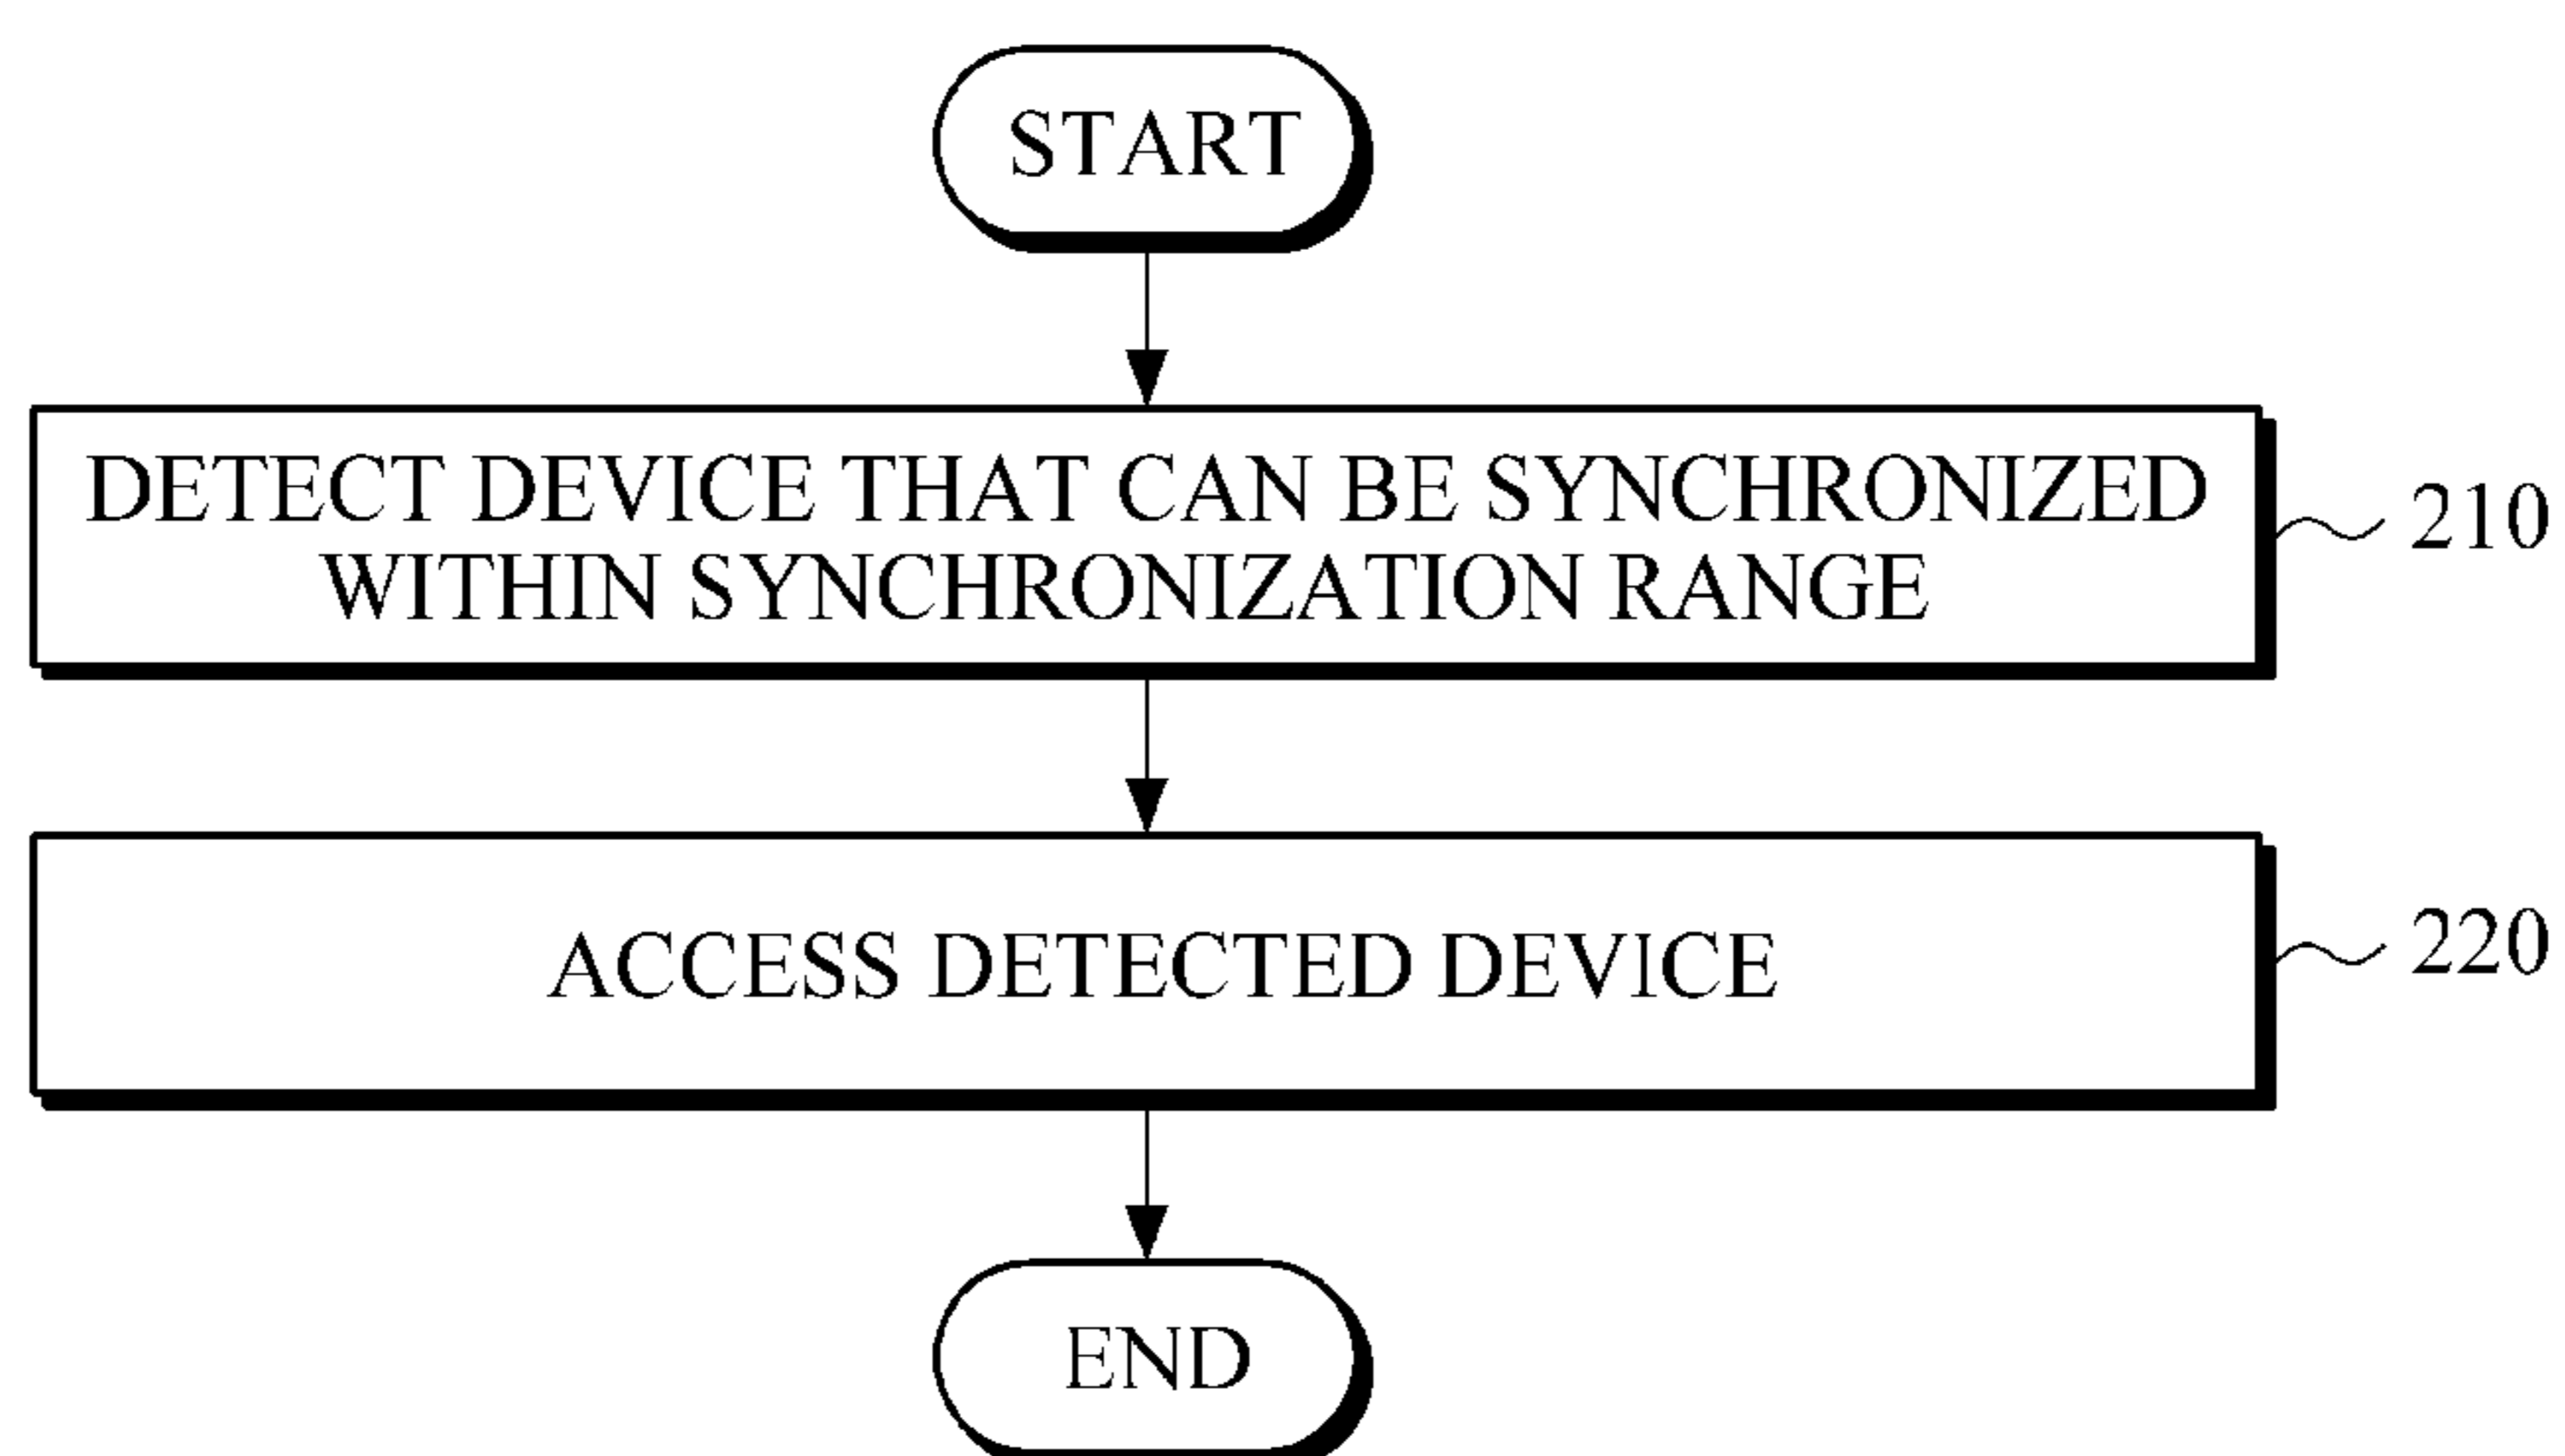 START
DETECT DEVICE THAT CAN BE SYNCHRONIZED
WITHIN SYNCHRONIZATION RANGE
210
ACCESS DETECTED DEVICE
220
END